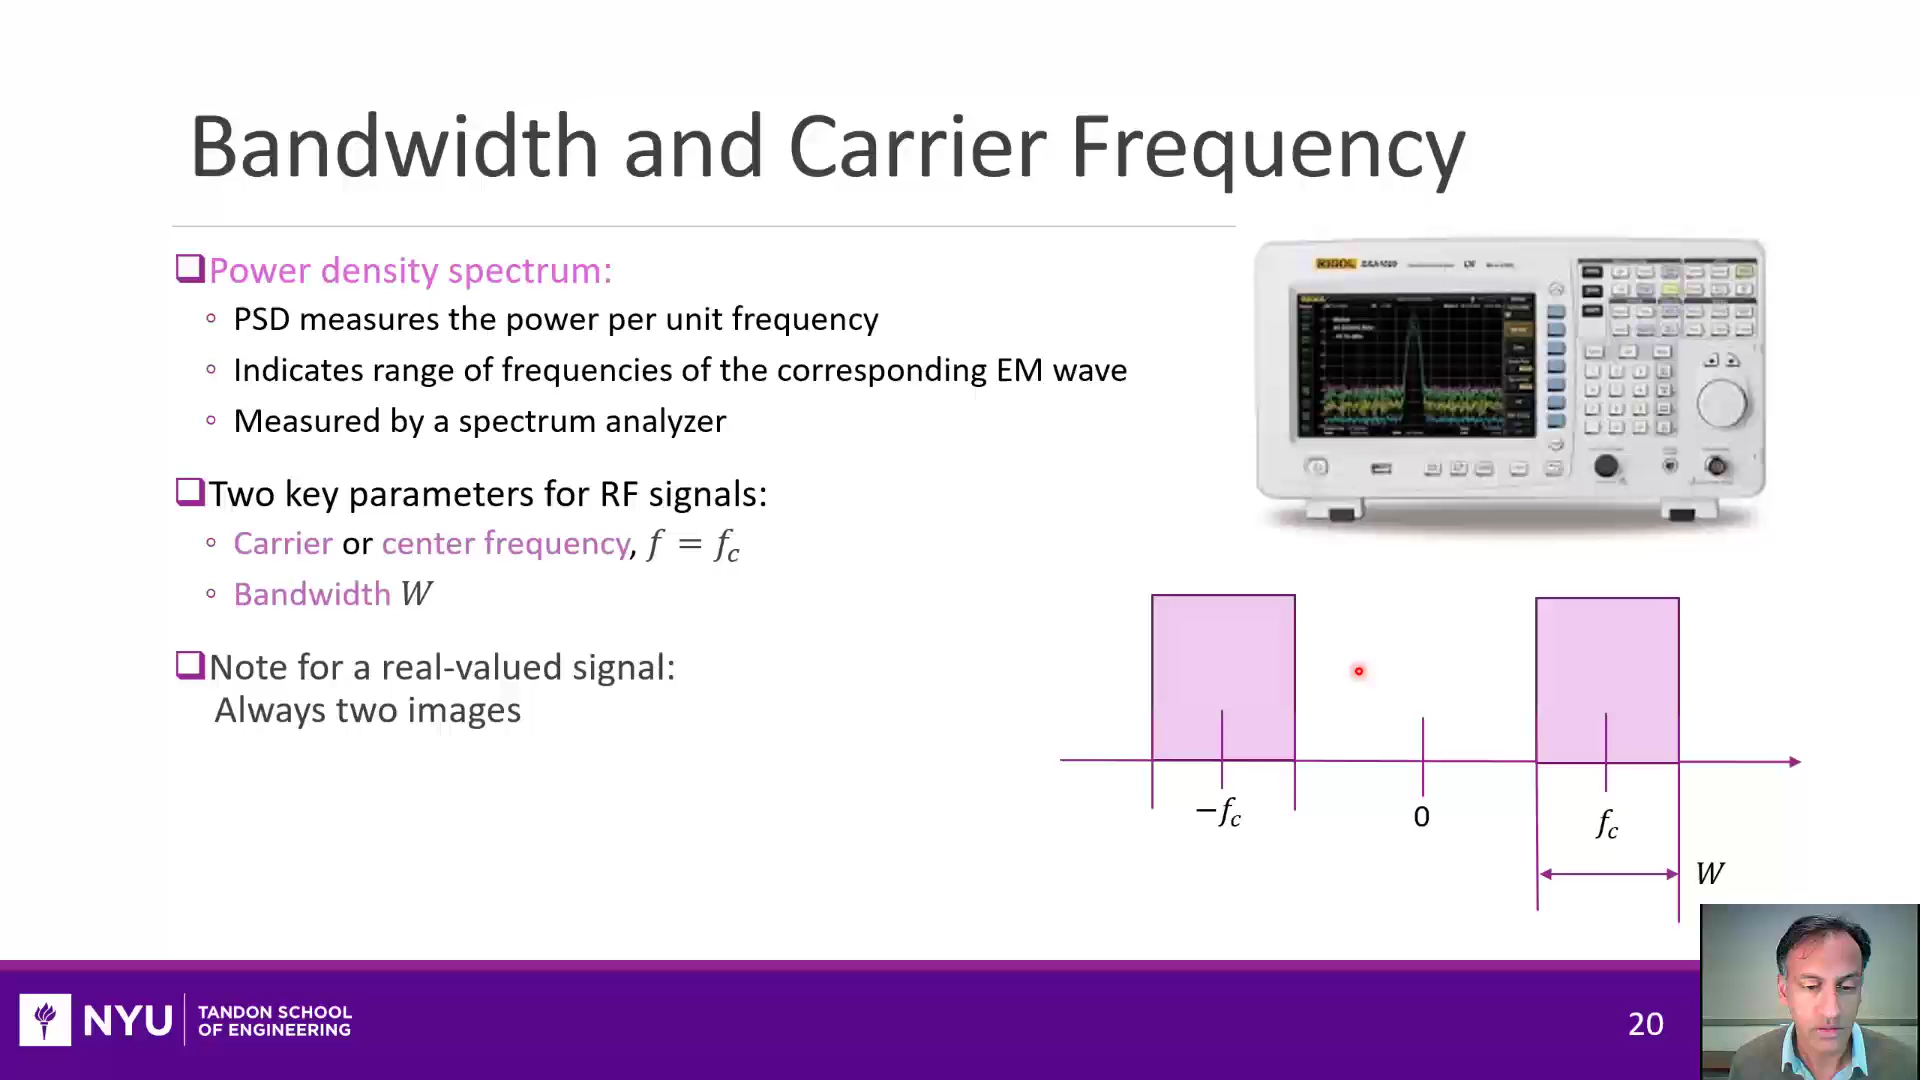 Bandwidth and Carrier Frequency
Power density spectrum:
PSD measures the power per unit frequency
Indicates range of frequencies of the corresponding EM wave
Measured by a spectrum analyzer
Two key parameters for RF signals:
Carrier or center frequency, f = f_c
Bandwidth W
Note for a real-valued signal:
Always two images
RIGOL
−f_c
0
f_c
W
NYU
TANDON SCHOOL
OF ENGINEERING
20